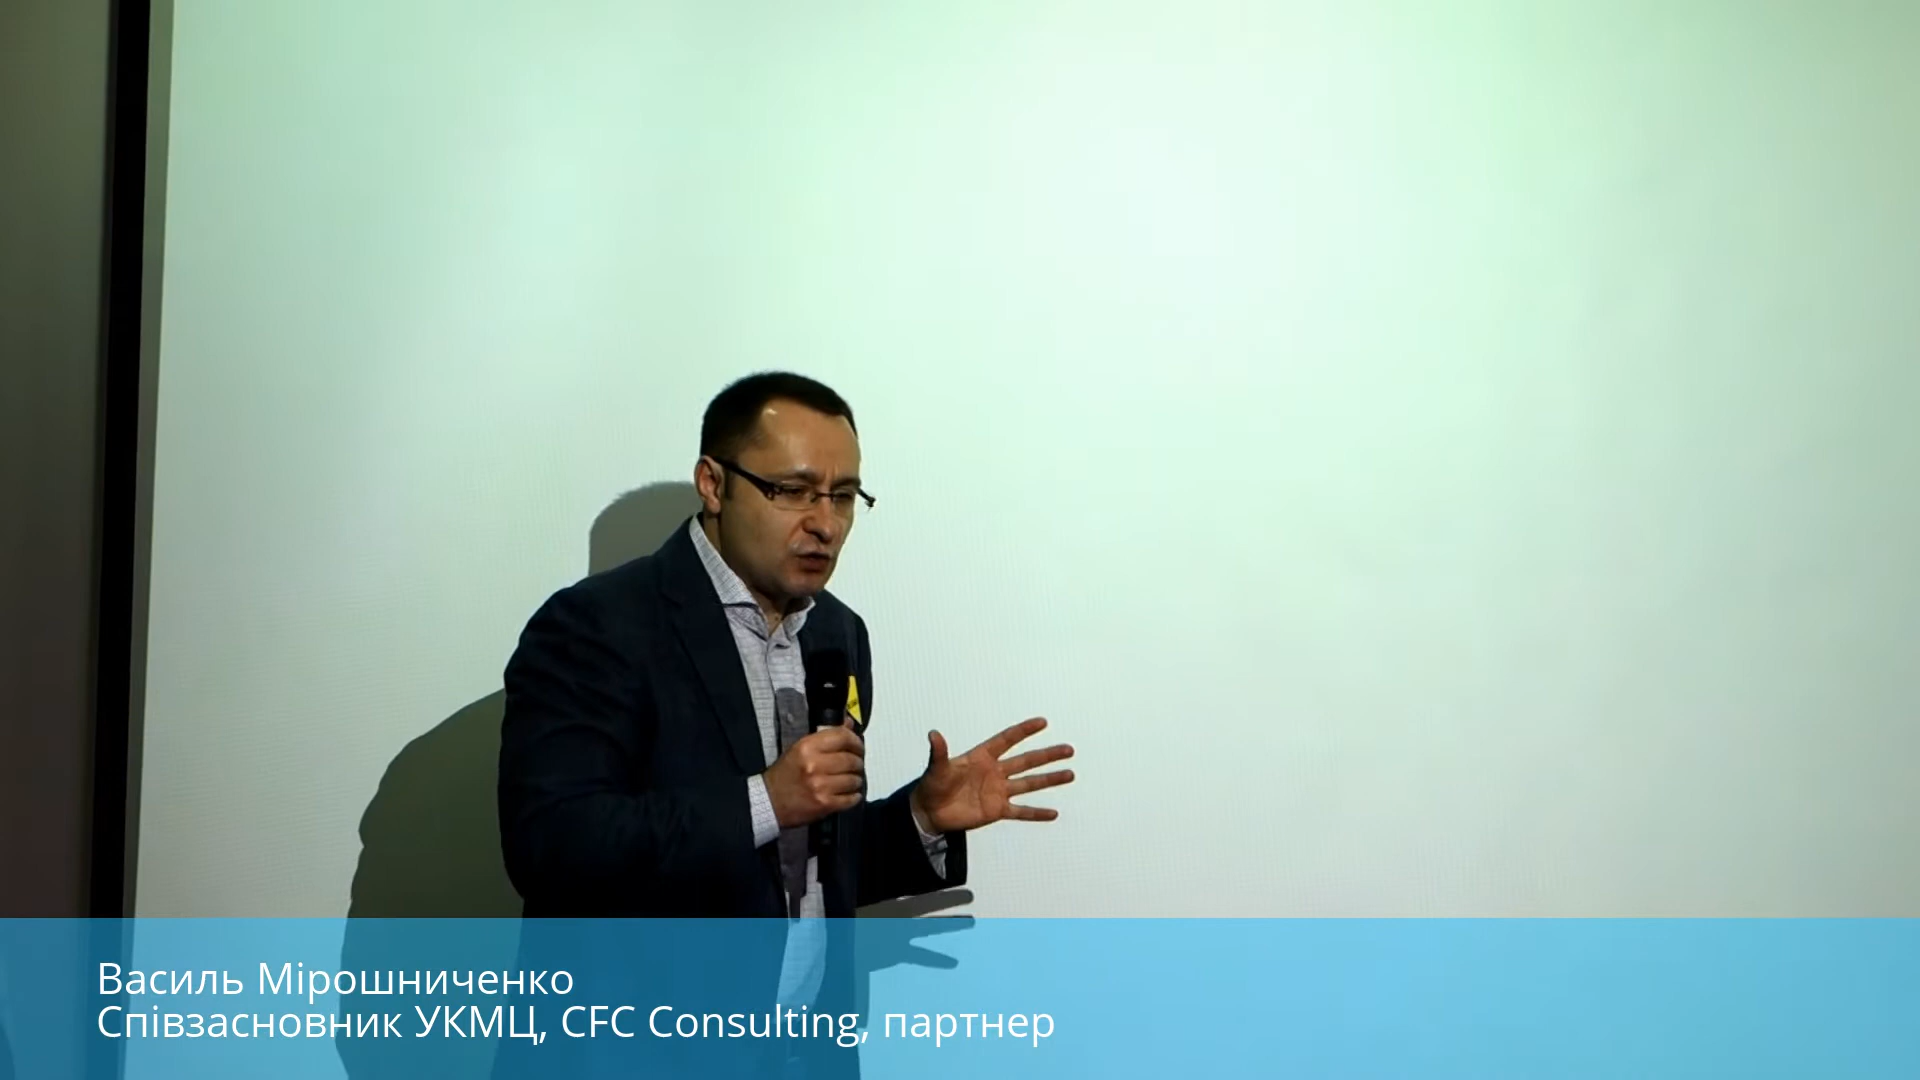 Василь Мірошниченко
Співзасновник УКМЦ, CFC Consulting, партнер